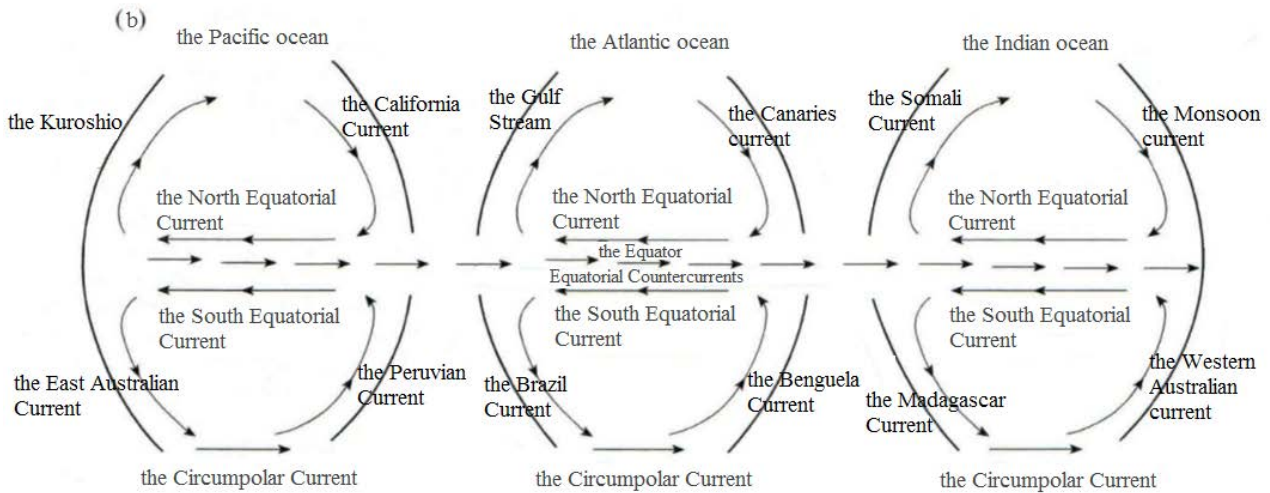 (b)
the Pacific ocean
the Kuroshio
the California
Current
the North Equatorial
Current
the South Equatorial
Current
the East Australian
Current
the Peruvian
Current
the Circumpolar Current
the Atlantic ocean
the Gulf
Stream
the Canaries
current
the North Equatorial
Current
the Equator
Equatorial Countercurrents
the South Equatorial
Current
the Brazil
Current
the Benguela
Current
the Circumpolar Current
the Indian ocean
the Somali
Current
the Monsoon
current
the North Equatorial
Current
the South Equatorial
Current
the Madagascar
Current
the Western
Australian
current
the Circumpolar Current